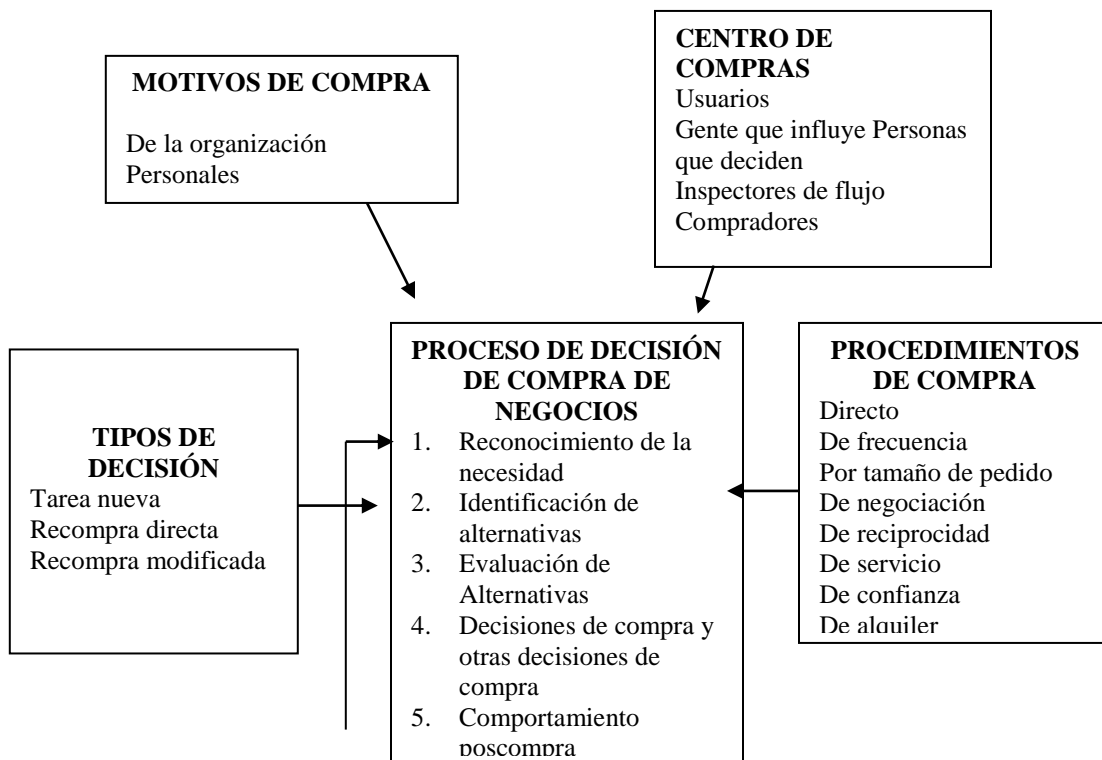 MOTIVOS DE COMPRA
De la organización
Personales
CENTRO DE
COMPRAS
Usuarios
Gente que influye Personas
que deciden
Inspectores de flujo
Compradores
TIPOS DE
DECISIÓN
Tarea nueva
Recompra directa
Recompra modificada
PROCESO DE DECISIÓN
DE COMPRA DE
NEGOCIOS
1. Reconocimiento de la
necesidad
2. Identificación de
alternativas
3. Evaluación de
Alternativas
4. Decisiones de compra y
otras decisiones de
compra
5. Comportamiento
poscompra
PROCEDIMIENTOS
DE COMPRA
Directo
De frecuencia
Por tamaño de pedido
De negociación
De reciprocidad
De servicio
De confianza
De alquiler